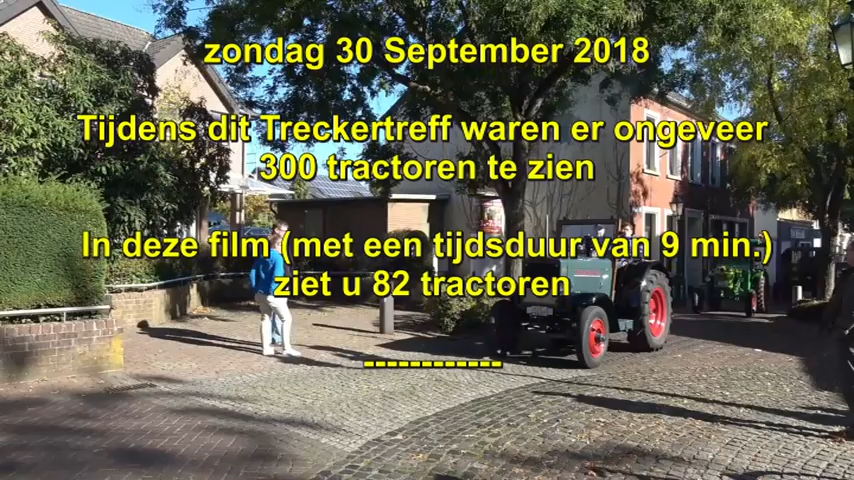 zondag 30 September 2018
Tijdens dit Treckertreff waren er ongeveer
300 tractoren te zien
In deze film (met een tijdsduur van 9 min.)
ziet u 82 tractoren
------------